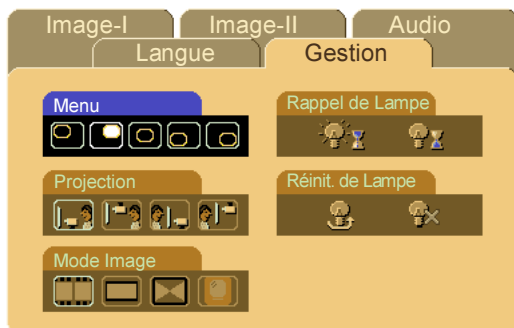 Image-I
Image-II
Audio
Langue
Gestion
Menu
Rappel de Lampe
Projection
Réinit. de Lampe
Mode Image